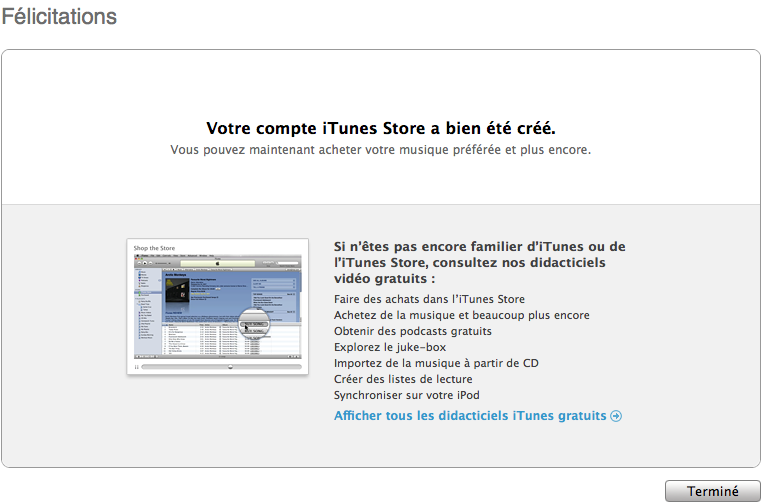 Félicitations
Votre compte iTunes Store a bien été créé.
Vous pouvez maintenant acheter votre musique préférée et plus encore.
Shop the Store
Si n'êtes pas encore familier d'iTunes ou de
l'iTunes Store, consultez nos didacticiels
vidéo gratuits :
Faire des achats dans l'iTunes Store
Achetez de la musique et beaucoup plus encore
Obtenir des podcasts gratuits
Explorez le juke-box
Importez de la musique à partir de CD
Créer des listes de lecture
Synchroniser sur votre iPod
Afficher tous les didacticiels iTunes gratuits
Terminé